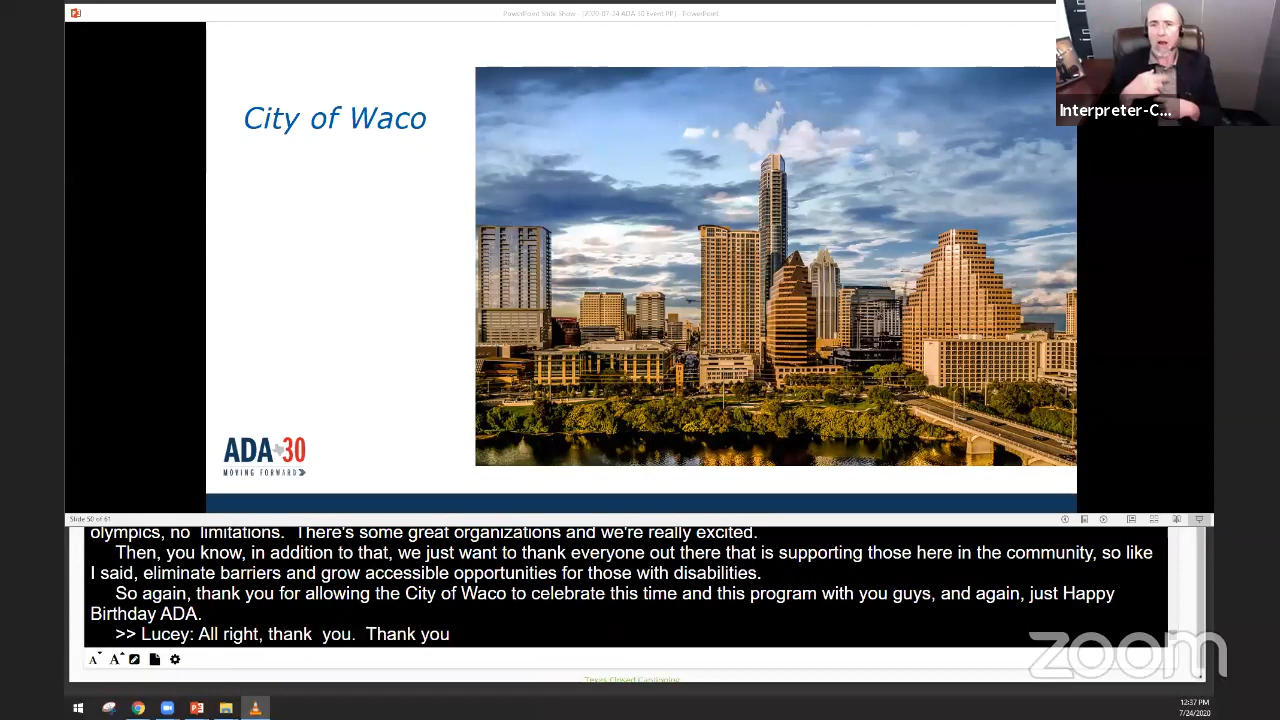 PowerPoint Slide Show - [2020-07-24 ADA 30 Event PP] - PowerPoint
City of Waco
Interpreter-C...
ADA 30
MOVING FORWARD
Slide 50 of 61
olympics, no limitations. There's some great organizations and we're really excited.
Then, you know, in addition to that, we just want to thank everyone out there that is supporting those here in the community, so like
I said, eliminate barriers and grow accessible opportunities for those with disabilities.
So again, thank you for allowing the City of Waco to celebrate this time and this program with you guys, and again, just Happy
Birthday ADA.
>> Lucey: All right, thank you. Thank you
zoom
A A
Texas Closed Captioning
12:37 PM
7/24/2020